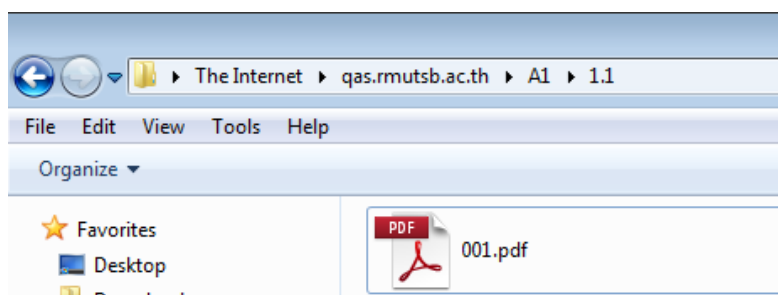 The Internet ▸ qas.rmutsb.ac.th ▸ A1 ▸ 1.1
File Edit View Tools Help
Organize
Favorites
PDF
001.pdf
Desktop